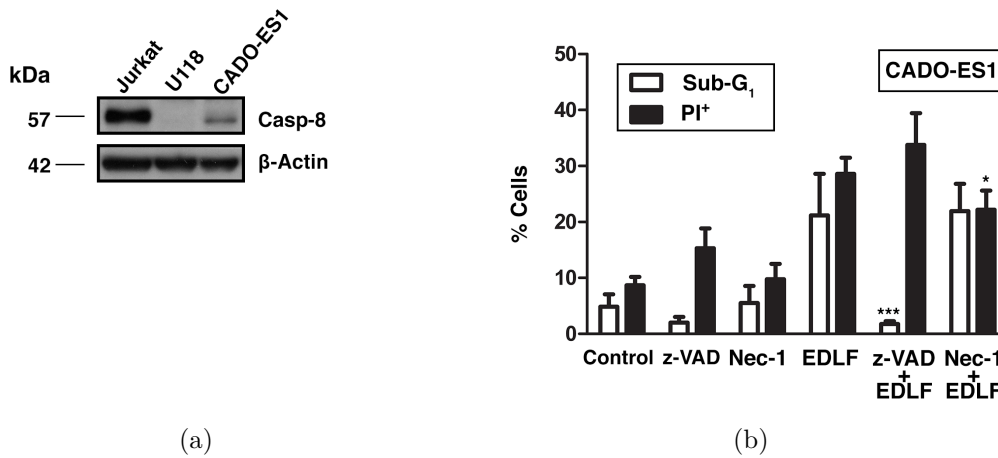 kDa
Jurkat
U118
CADO-ES1
57
Casp-8
42
β-Actin
(a)
CADO-ES1
Sub-G1
PI+
% Cells
50
40
30
20
10
0
***
*
Control z-VAD Nec-1 EDLF z-VAD Nec-1
+ +
EDLF EDLF
(b)